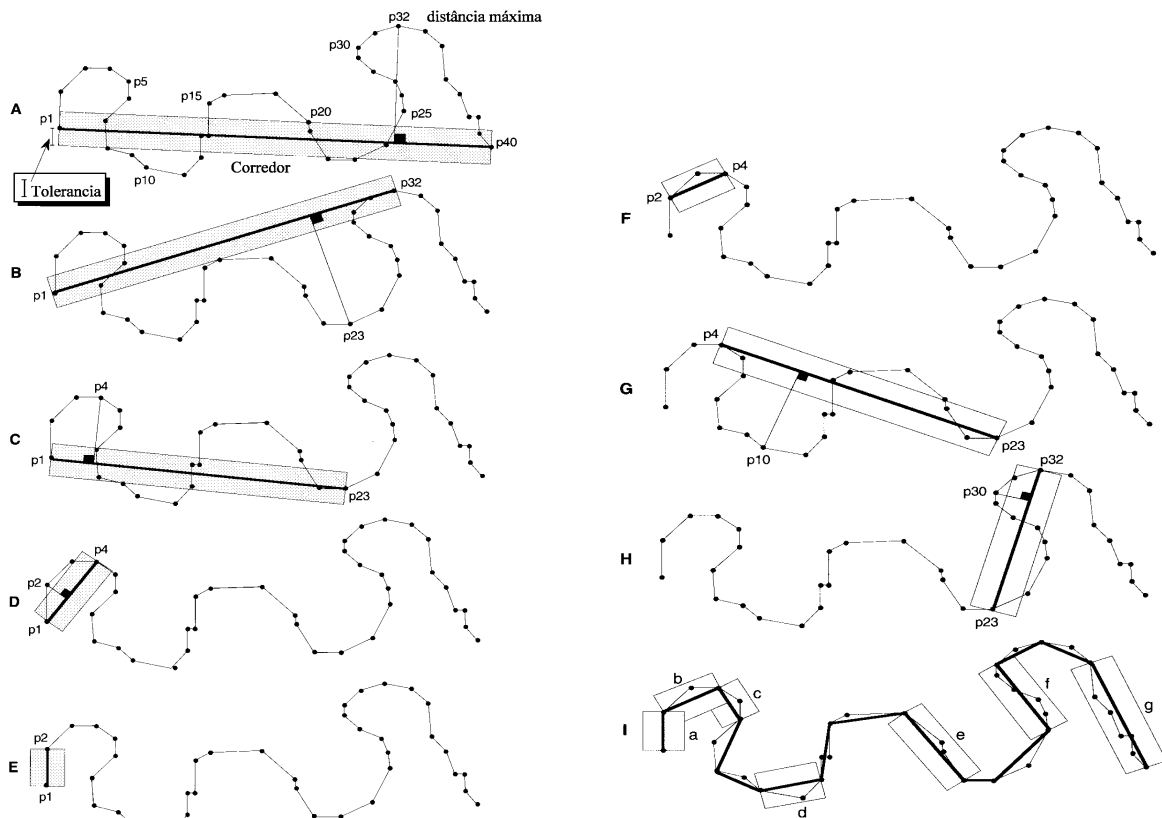 p32 distância máxima
p30
p5
p15
A p1
p20
p25
p40
Corredor
p10
Tolerancia
p32
B
p1
p23
p4
C
p1
p23
p4
p2
D
p1
p2
E
p1
p4
p2
F
p4
G
p10
p23
p32
p30
H
p23
b
c
f
g
I
a
e
d